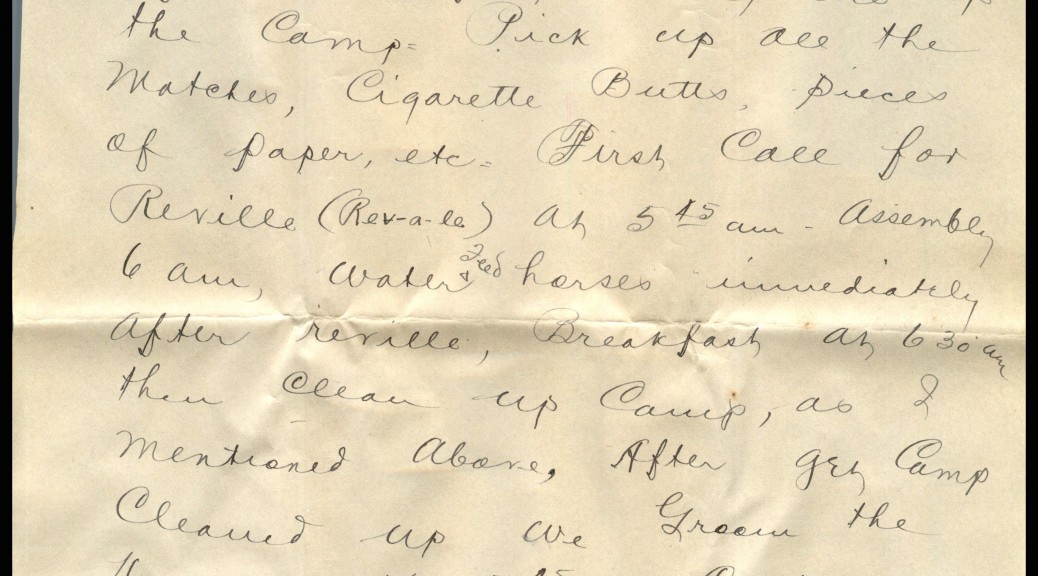 the Camp= Pick up all the
Matches, Cigarette Butts, pieces
of paper, etc= First Call for
Reville (Rev-a-le) at 5 45 am - Assembly
6 am, Water & Feed horses immediately
after reville, Breakfast at 6 30 am
then clean up Camp, as I
mentioned above, After get Camp
Cleaned up we Groom the